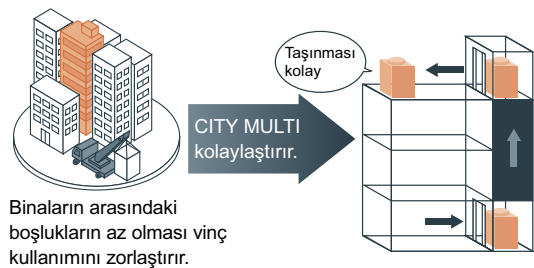 Taşınması
kolay
CITY MULTI
kolaylaştırır.
Binaların arasındaki
boşlukların az olması vinç
kullanımını zorlaştırır.